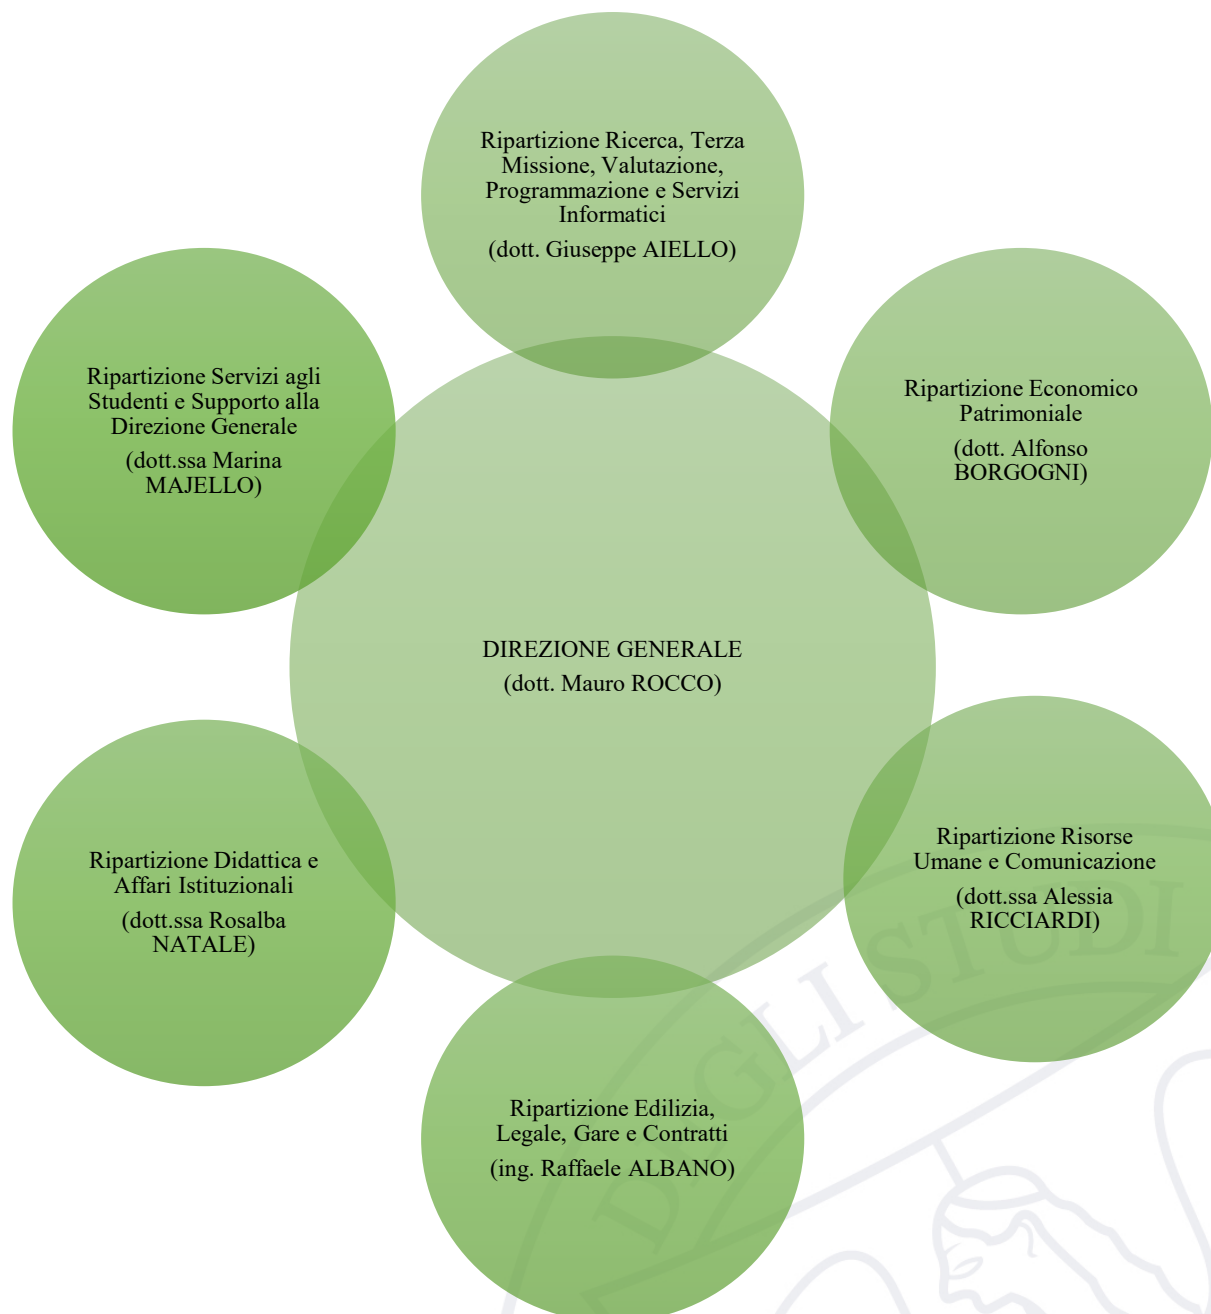 Ripartizione Ricerca, Terza
Missione, Valutazione,
Programmazione e Servizi
Informatici
(dott. Giuseppe AIELLO)
Ripartizione Economico
Patrimoniale
(dott. Alfonso
BORGOGNI)
Ripartizione Risorse
Umane e Comunicazione
(dott.ssa Alessia
RICCIARDI)
Ripartizione Edilizia,
Legale, Gare e Contratti
(ing. Raffaele ALBANO)
Ripartizione Didattica e
Affari Istituzionali
(dott.ssa Rosalba
NATALE)
Ripartizione Servizi agli
Studenti e Supporto alla
Direzione Generale
(dott.ssa Marina
MAJELLO)
DIREZIONE GENERALE
(dott. Mauro ROCCO)
DEGLI STUDI